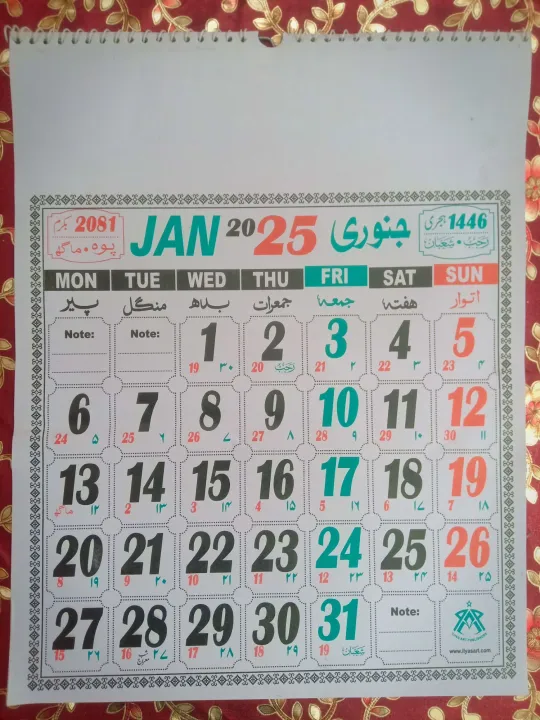 2081 بکرم JAN 2025 جنوری 1446 ہجری
پوہ • ماگھ رجب • شعبان
MON TUE WED THU FRI SAT SUN
پیر منگل بدھ جمعرات جمعۃ ہفتہ اتوار
Note: Note: 1 2 3 4 5
19 ۳۰ 20 رجب 21 ۲ 22 ۳ 23 ۴
6 7 8 9 10 11 12
24 ۵ 25 ۶ 26 ۷ 27 ۸ 28 ۹ 29 ۱۰ 30 ۱۱
13 14 15 16 17 18 19
ماگھ ۱۲ 2 ۱۳ 3 ۱۴ 4 ۱۵ 5 ۱۶ 6 ۱۷ 7 ۱۸
20 21 22 23 24 25 26
8 ۱۹ 9 ۲۰ 10 ۲۱ 11 ۲۲ 12 ۲۳ 13 ۲۴ 14 ۲۵
27 28 29 30 31 Note:
15 ۲۶ 16 شب معراج ۲۷ 17 ۲۸ 18 ۲۹ 19 شعبان www.ilyasart.com